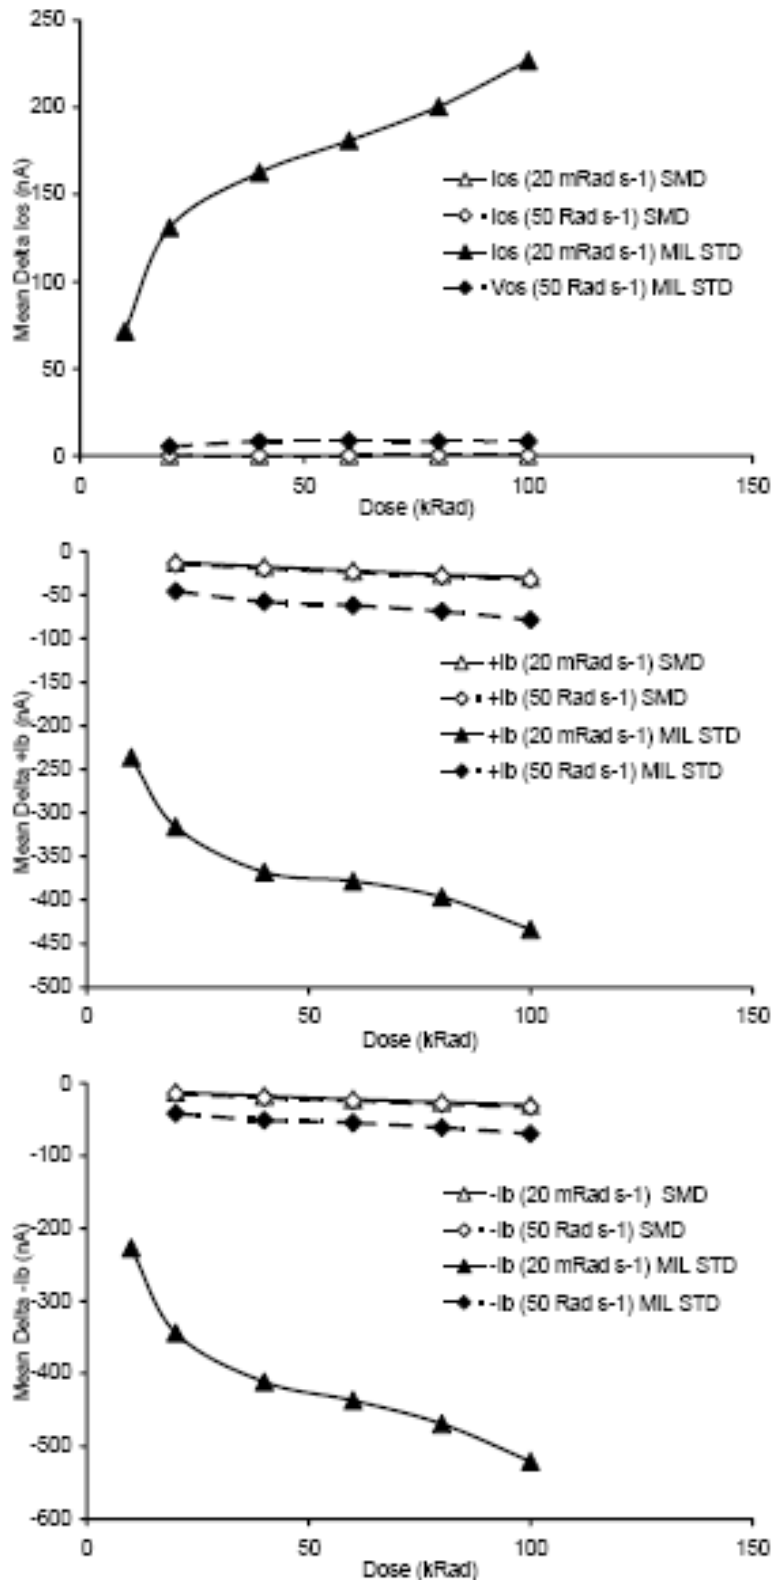 250
200
150
100
50
0
Mean Delta Ios (nA)
Ios (20 mRad s-1) SMD
Ios (50 Rad s-1) SMD
Ios (20 mRad s-1) MIL STD
Vos (50 Rad s-1) MIL STD
0 50 100 150
Dose (kRad)
0
-50
-100
-150
-200
-250
-300
-350
-400
-450
-500
Mean Delta +Ib (nA)
+Ib (20 mRad s-1) SMD
+Ib (50 Rad s-1) SMD
+Ib (20 mRad s-1) MIL STD
+Ib (50 Rad s-1) MIL STD
0 50 100 150
Dose (kRad)
0
-100
-200
-300
-400
-500
-600
Mean Delta -Ib (nA)
-Ib (20 mRad s-1) SMD
-Ib (50 Rad s-1) SMD
-Ib (20 mRad s-1) MIL STD
-Ib (50 Rad s-1) MIL STD
0 50 100 150
Dose (kRad)